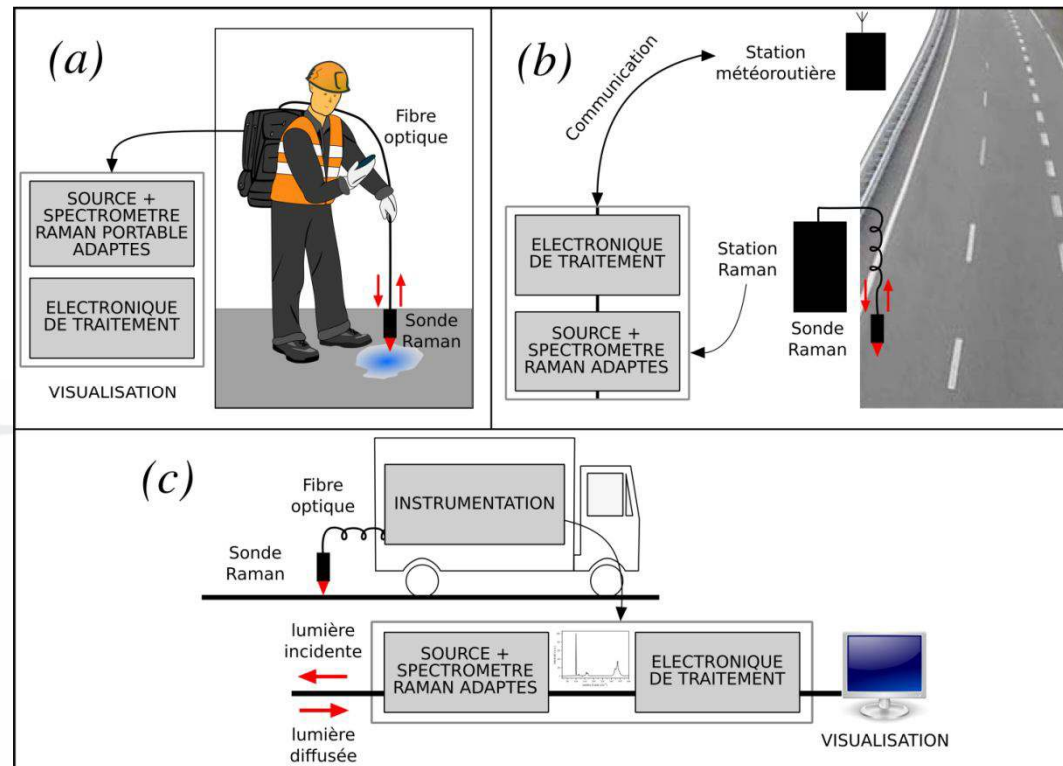 (a)
Fibre
optique
SOURCE +
SPECTROMETRE
RAMAN PORTABLE
ADAPTES
ELECTRONIQUE
DE TRAITEMENT
VISUALISATION
Sonde
Raman
(b)
Station
météoroutière
Communication
ELECTRONIQUE
DE TRAITEMENT
SOURCE +
SPECTROMETRE
RAMAN ADAPTES
Station
Raman
Sonde
Raman
(c)
Fibre
optique
INSTRUMENTATION
Sonde
Raman
lumière
incidente
SOURCE +
SPECTROMETRE
RAMAN ADAPTES
ELECTRONIQUE
DE TRAITEMENT
lumière
diffusée
VISUALISATION